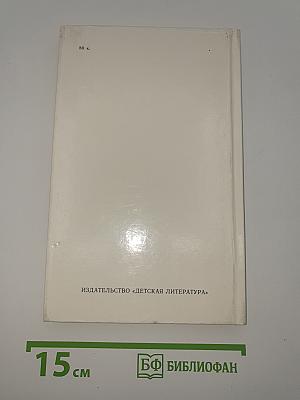 ИЗДАТЕЛЬСТВО «ДЕТСКАЯ ЛИТЕРАТУРА»
15 СМ
БФ БИБЛИОФАН